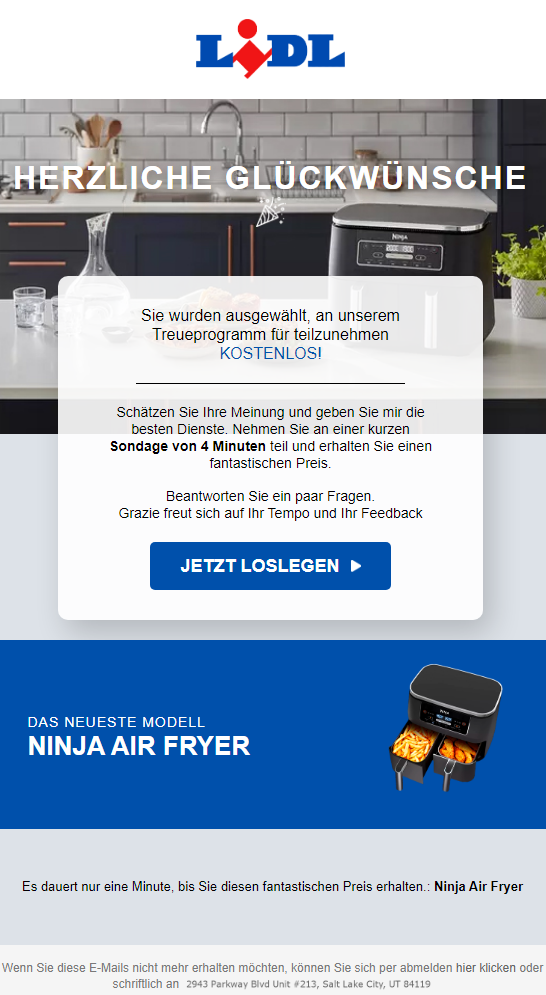 LIDL
HERZLICHE GLÜCKWÜNSCHE
NINJA
Sie wurden ausgewählt, an unserem
Treueprogramm für teilzunehmen
KOSTENLOS!
Schätzen Sie Ihre Meinung und geben Sie mir die
besten Dienste. Nehmen Sie an einer kurzen
Sondage von 4 Minuten teil und erhalten Sie einen
fantastischen Preis.
Beantworten Sie ein paar Fragen.
Grazie freut sich auf Ihr Tempo und Ihr Feedback
JETZT LOSLEGEN
DAS NEUESTE MODELL
NINJA AIR FRYER
Es dauert nur eine Minute, bis Sie diesen fantastischen Preis erhalten.: Ninja Air Fryer
Wenn Sie diese E-Mails nicht mehr erhalten möchten, können Sie sich per abmelden hier klicken oder
schriftlich an 2943 Parkway Blvd Unit #213, Salt Lake City, UT 84119